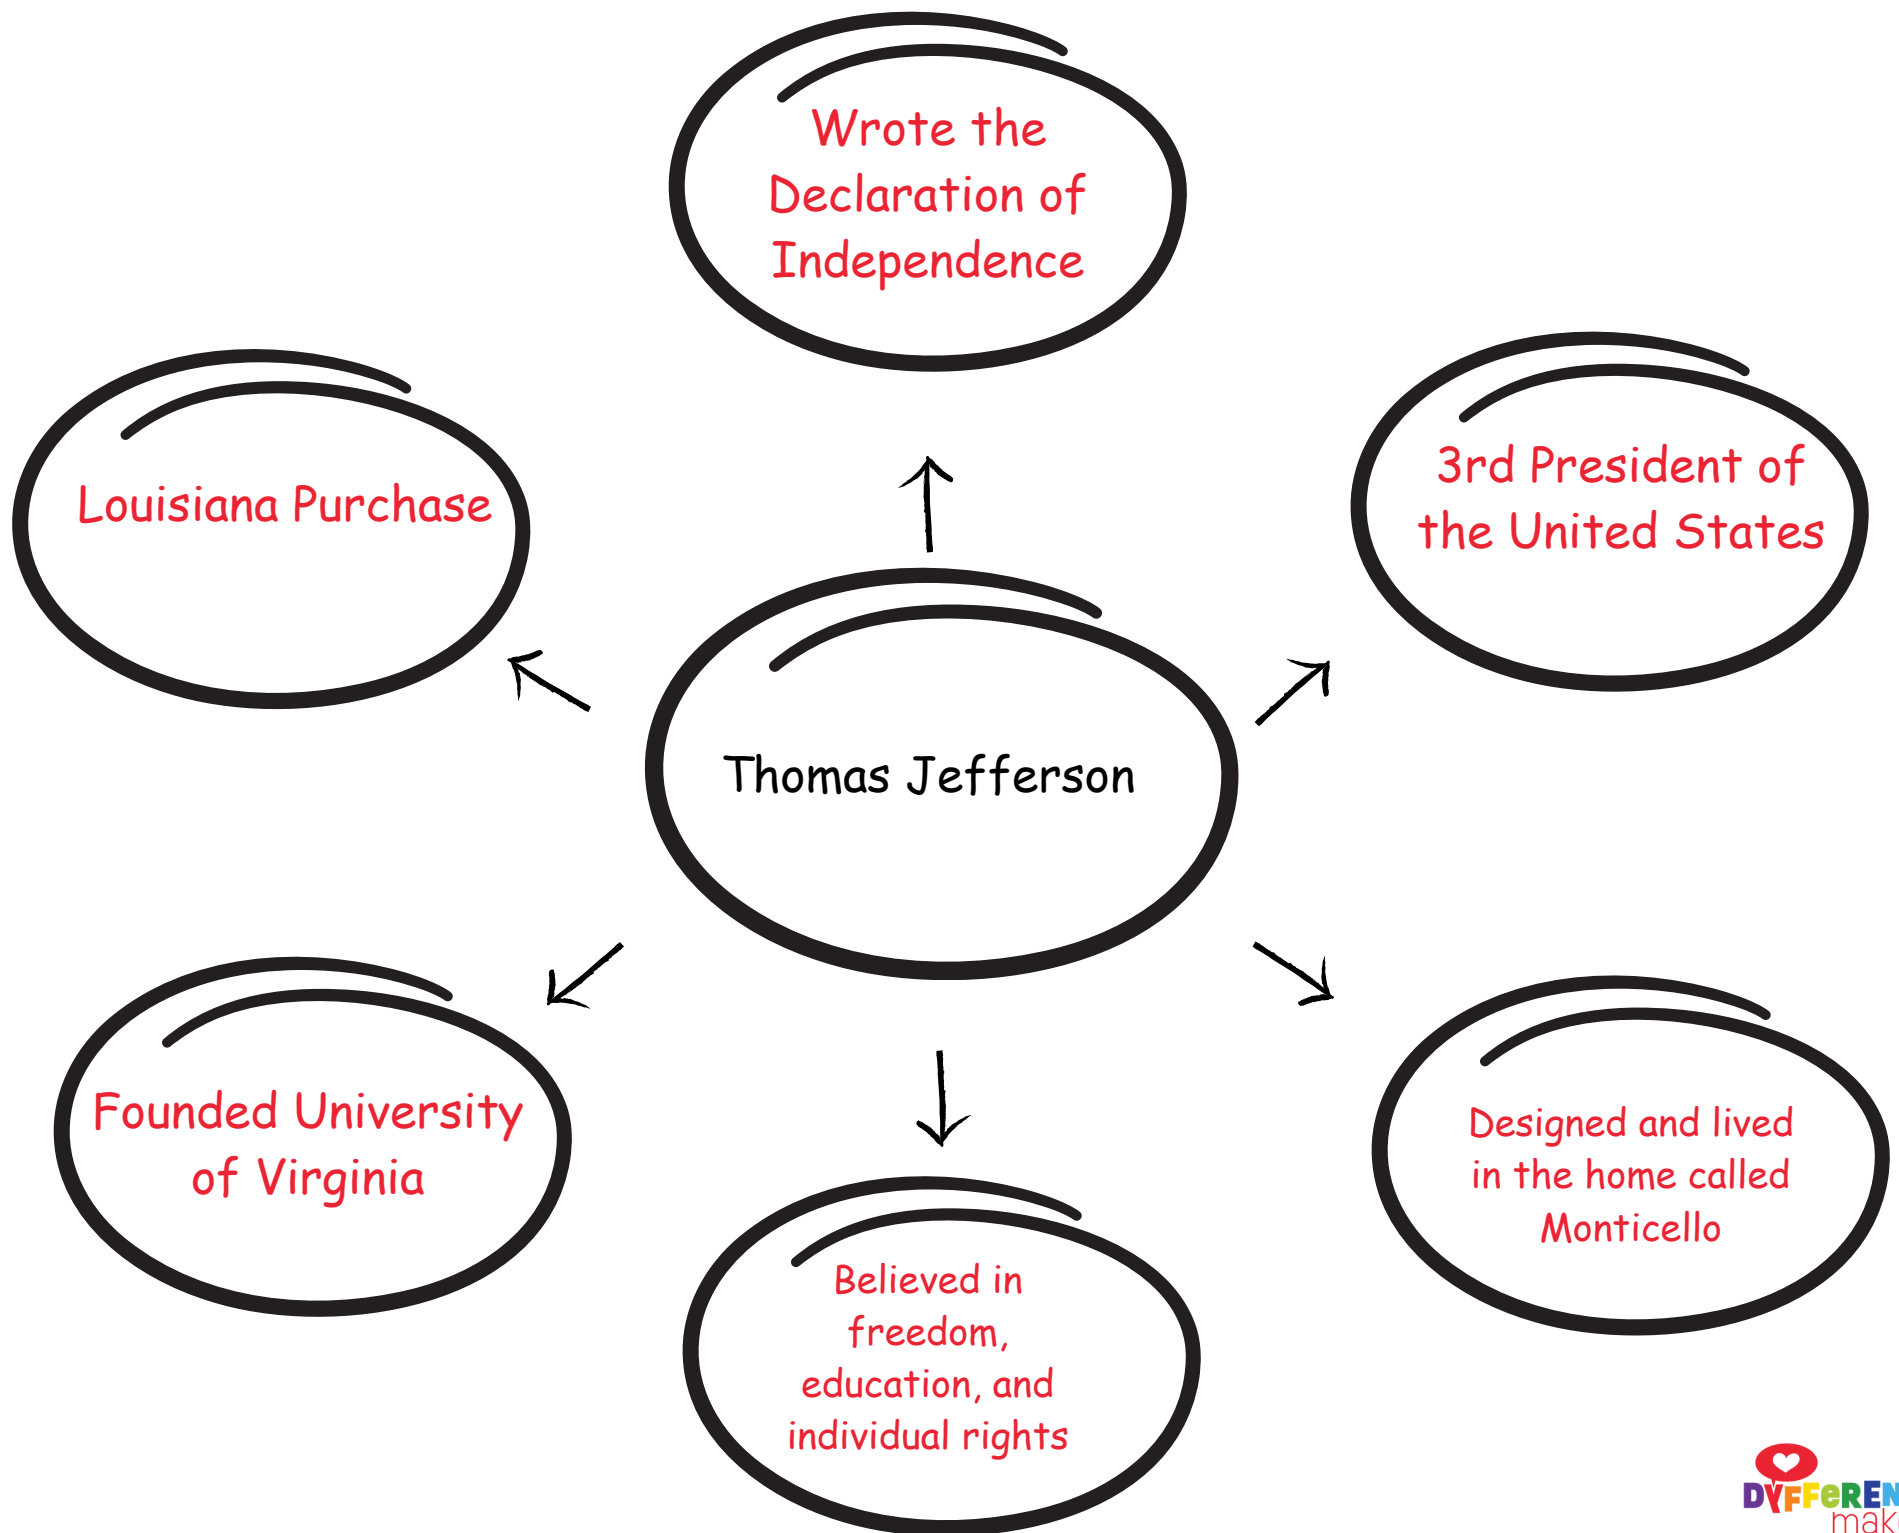 Wrote the
Declaration of
Independence
Louisiana Purchase
3rd President of
the United States
Thomas Jefferson
Founded University
of Virginia
Designed and lived
in the home called
Monticello
Believed in
freedom,
education, and
individual rights